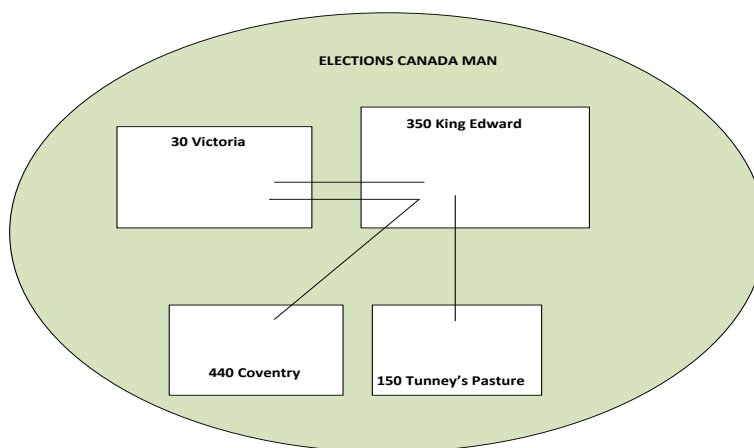 ELECTIONS CANADA MAN
30 Victoria
350 King Edward
440 Coventry
150 Tunney's Pasture